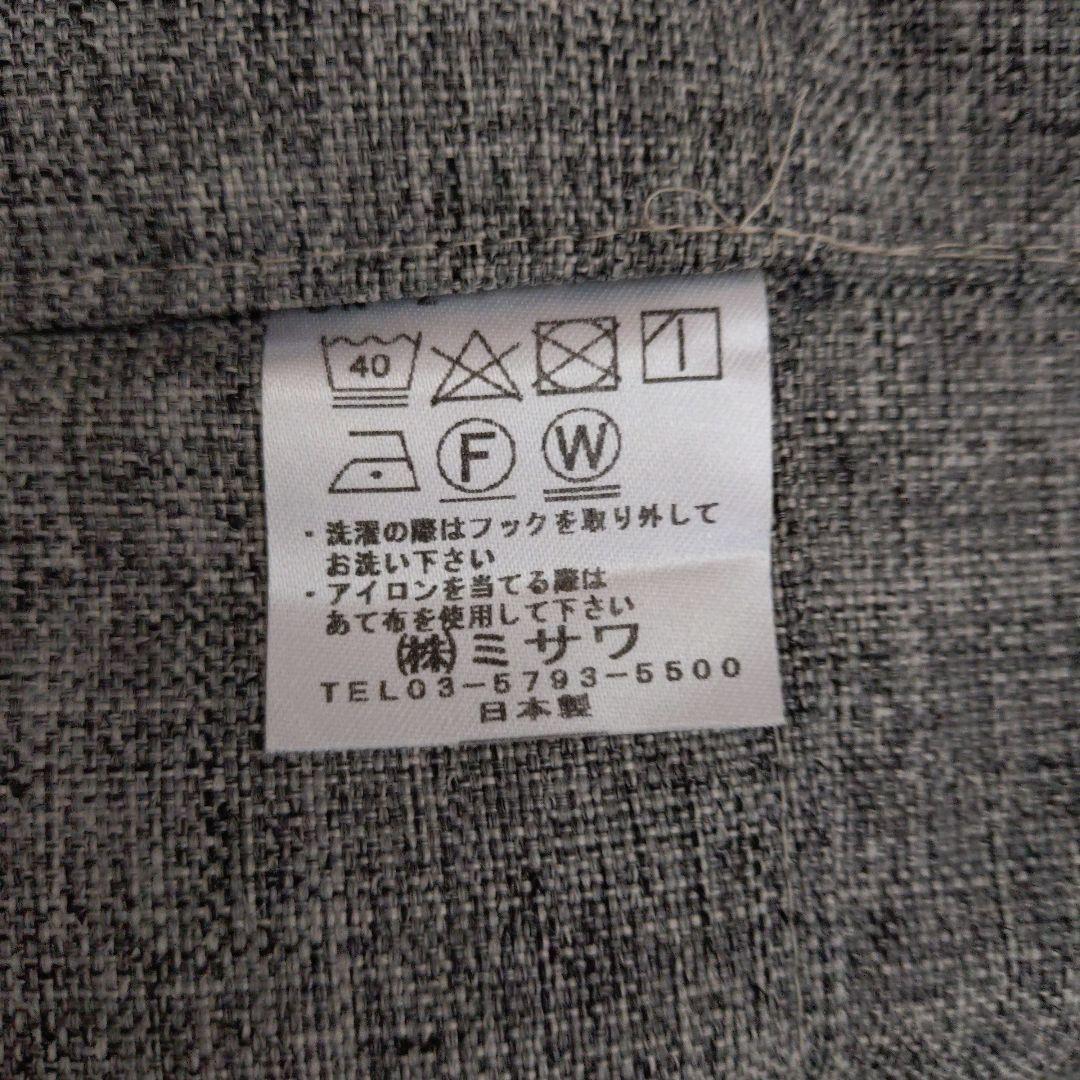 40
F W
・洗濯の際はフックを取り外して
お洗い下さい
・アイロンを当てる際は
あて布を使用して下さい
㈱ミサワ
TEL03-5793-5500
日本製